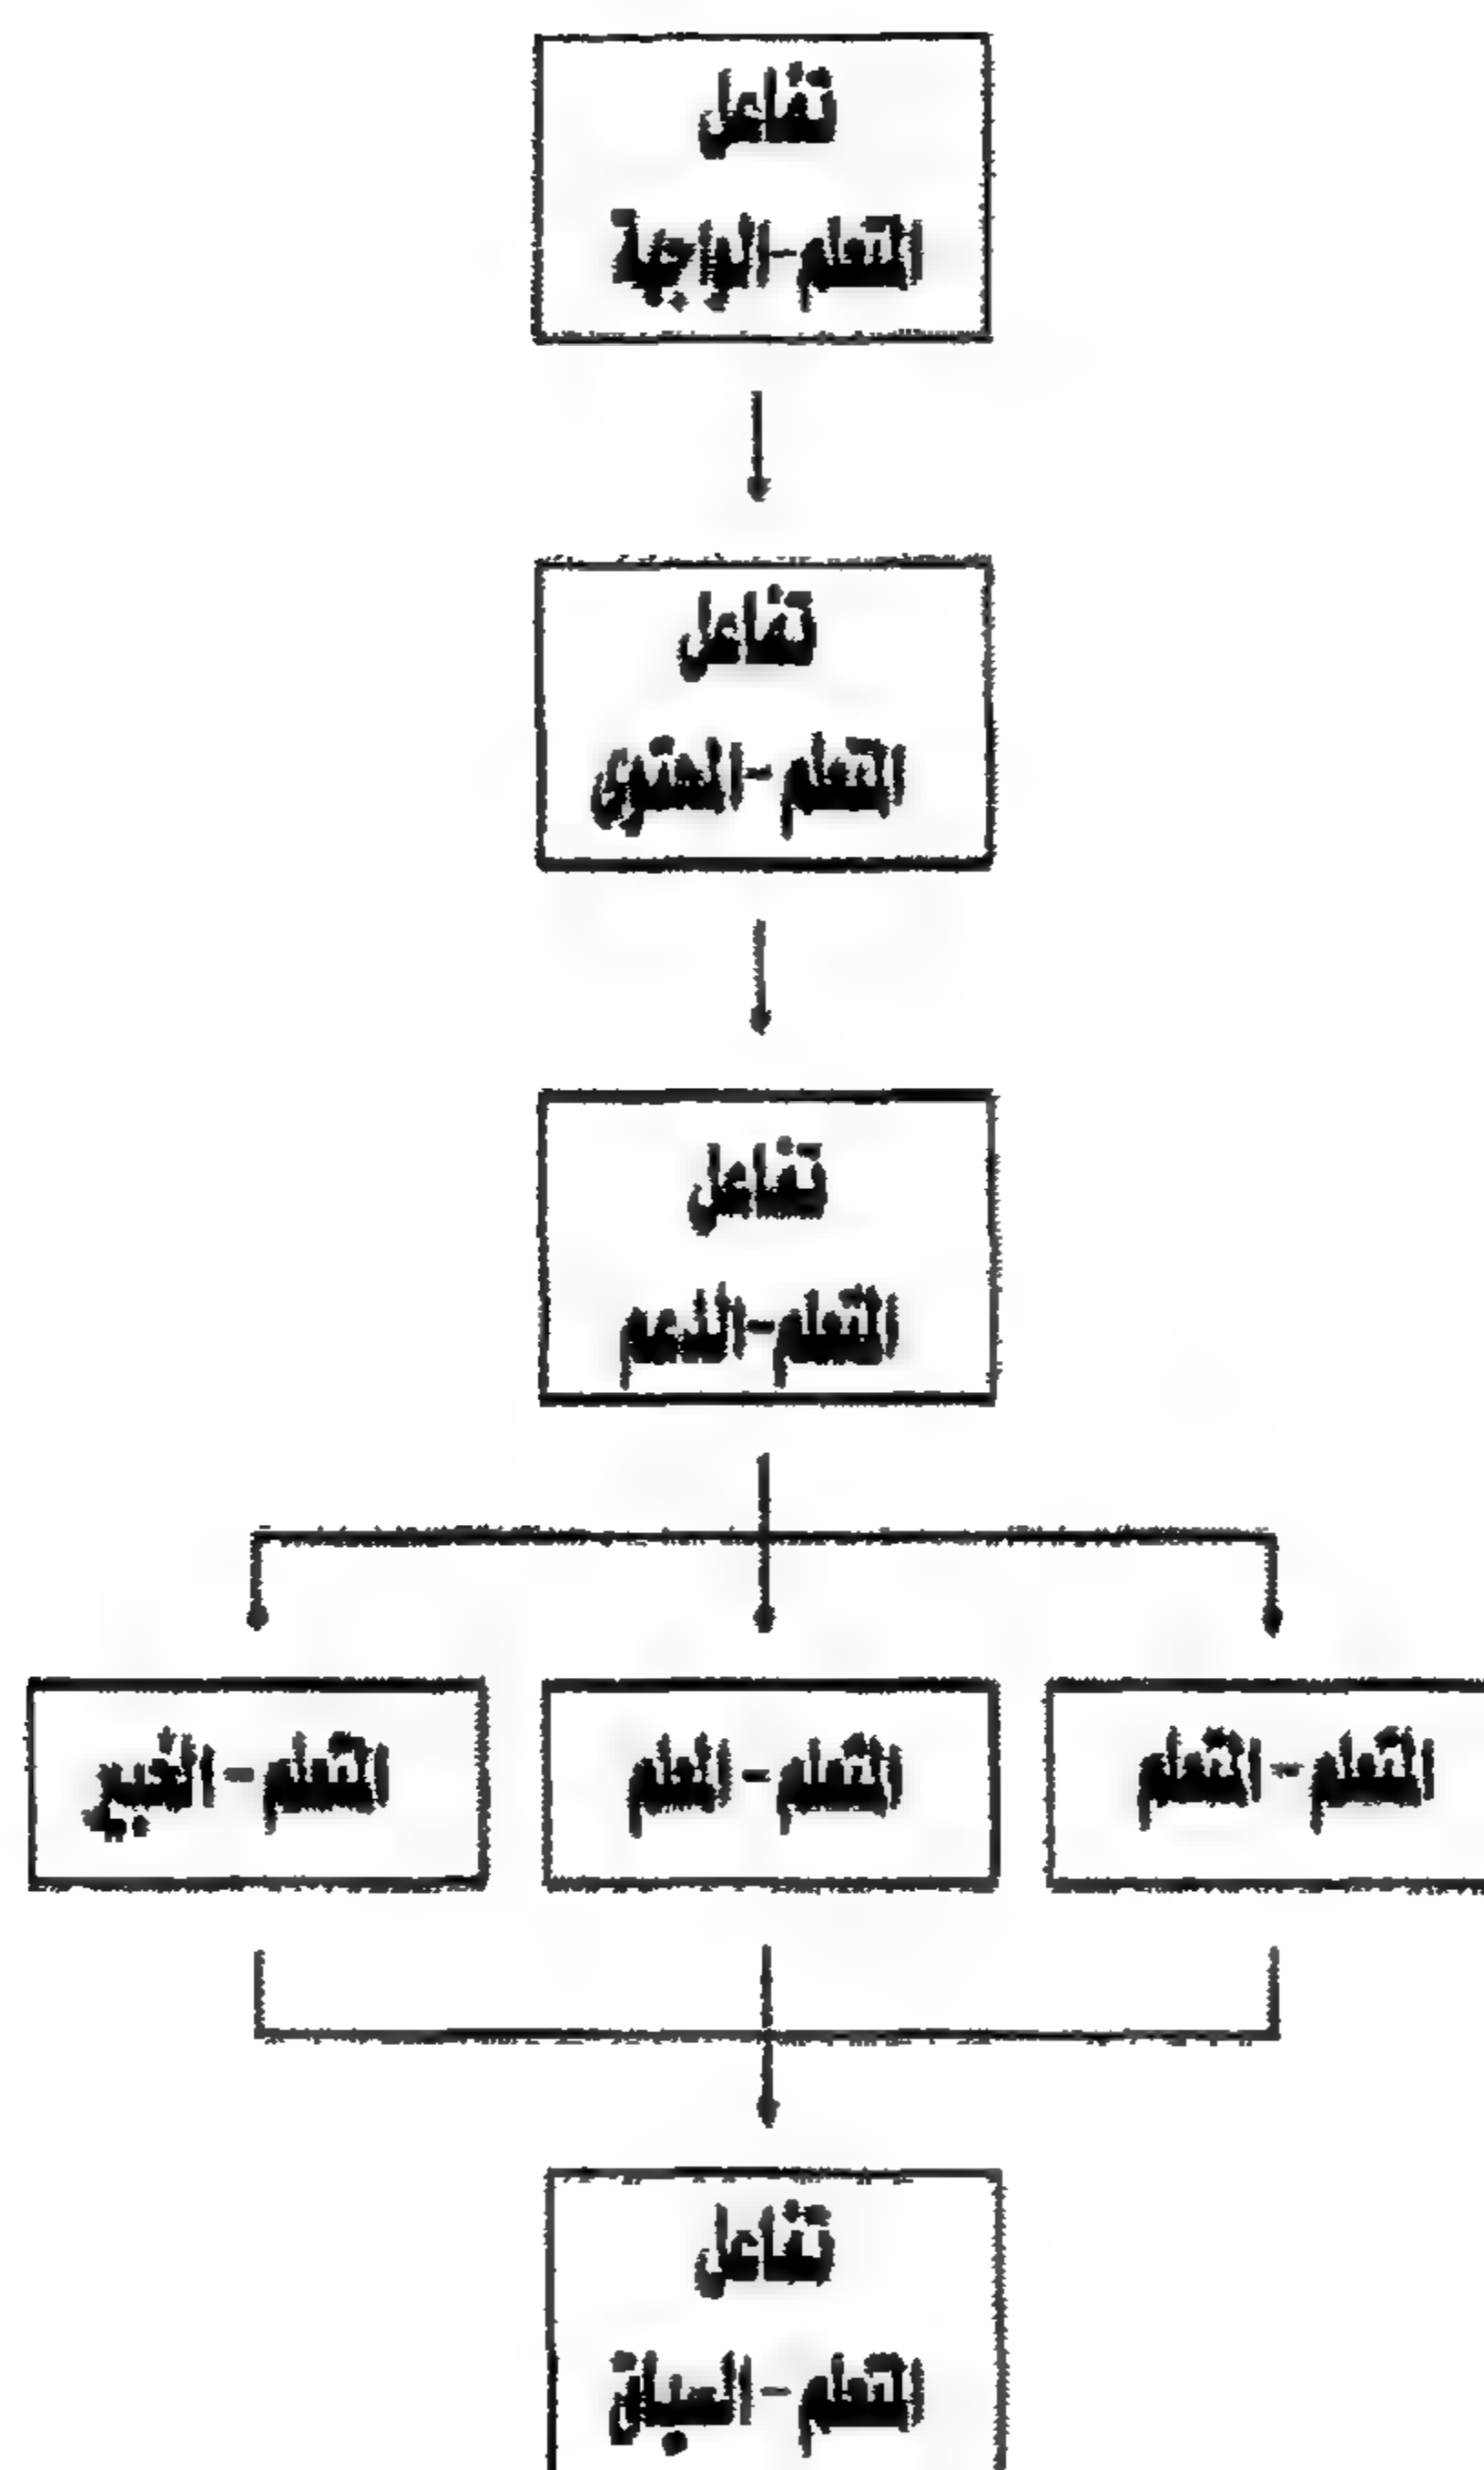 تفاعل
المتعلم-الواجهة
تفاعل
المتعلم-المحتوى
تفاعل
المتعلم-الدعم
المتعلم-المتعلم
المتعلم-المعلم
المتعلم-الخبير
تفاعل
المتعلم-السياق